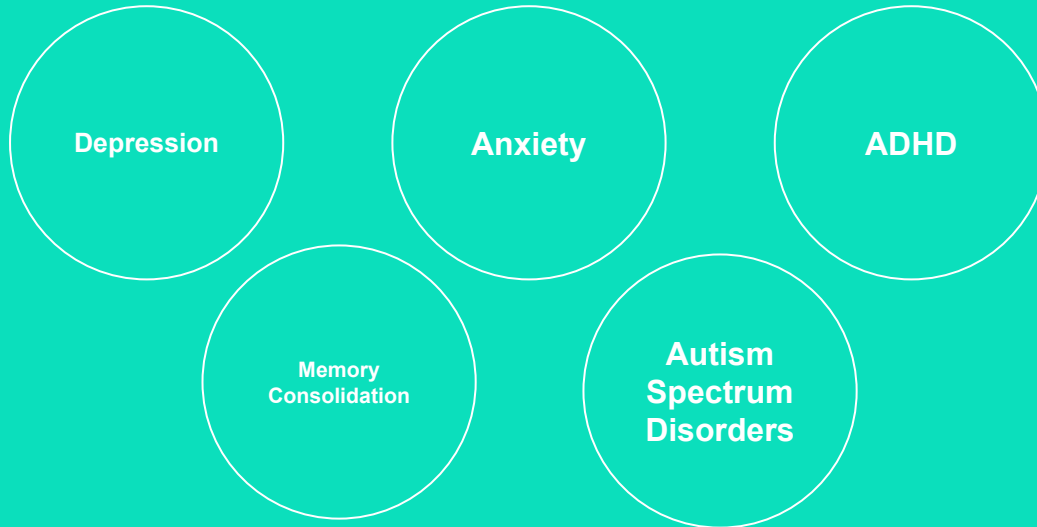 Depression
Anxiety
ADHD
Memory
Consolidation
Autism
Spectrum
Disorders